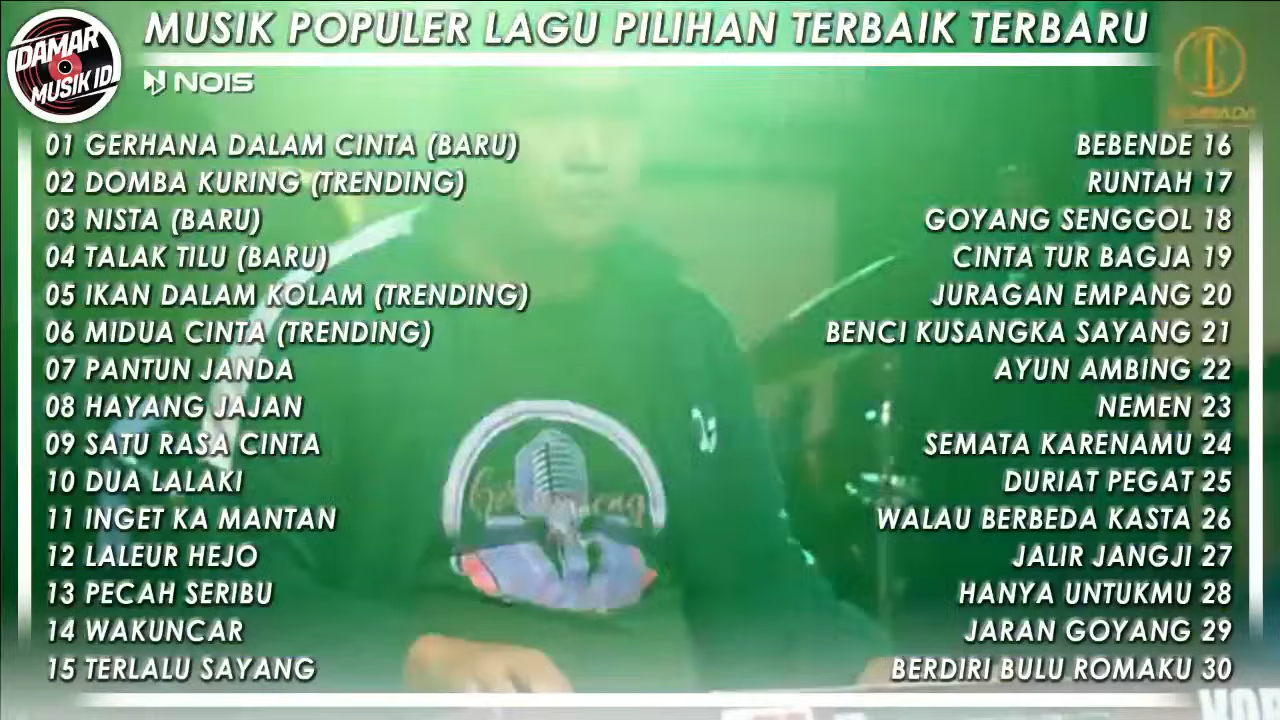 DAMAR
MUSIK ID
MUSIK POPULER LAGU PILIHAN TERBAIK TERBARU
NOIS
01 GERHANA DALAM CINTA (BARU)
02 DOMBA KURING (TRENDING)
03 NISTA (BARU)
04 TALAK TILU (BARU)
05 IKAN DALAM KOLAM (TRENDING)
06 MIDUA CINTA (TRENDING)
07 PANTUN JANDA
08 HAYANG JAJAN
09 SATU RASA CINTA
10 DUA LALAKI
11 INGET KA MANTAN
12 LALEUR HEJO
13 PECAH SERIBU
14 WAKUNCAR
15 TERLALU SAYANG
BEBENDE 16
RUNTAH 17
GOYANG SENGGOL 18
CINTA TUR BAGJA 19
JURAGAN EMPANG 20
BENCI KUSANGKA SAYANG 21
AYUN AMBING 22
NEMEN 23
SEMATA KARENAMU 24
DURIAT PEGAT 25
WALAU BERBEDA KASTA 26
JALIR JANGJI 27
HANYA UNTUKMU 28
JARAN GOYANG 29
BERDIRI BULU ROMAKU 30